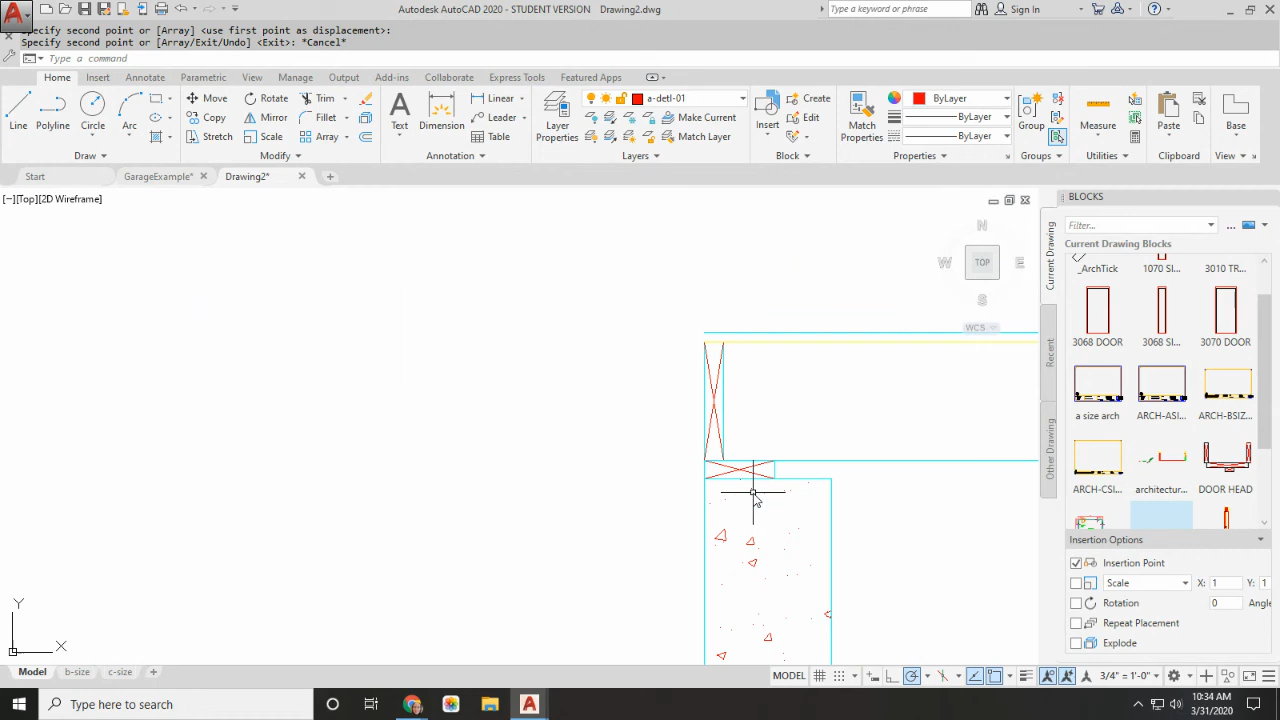 Autodesk AutoCAD 2020 - STUDENT VERSION Drawing2.dwg
Type a keyword or phrase
Sign In
Specify second point or [Array] <use first point as displacement>:
Specify second point or [Array/Exit/Undo] <Exit>: *Cancel*
Type a command
Home Insert Annotate Parametric View Manage Output Add-ins Collaborate Express Tools Featured Apps
Line Polyline Circle Arc
Move Rotate Trim
Copy Mirror Fillet
Stretch Scale Array
Text Dimension
Linear
Leader
Table
Layer Properties
a-detl-01
Make Current
Match Layer
Insert
Create
Edit
Match Properties
ByLayer
ByLayer
ByLayer
Group
Measure
Paste
Base
Draw Modify Annotation Layers Block Properties Groups Utilities Clipboard View
Start GarageExample* Drawing2*
[−][Top][2D Wireframe]
N
W TOP E
S
WCS
BLOCKS
Filter...
Current Drawing Blocks
_ArchTick 1070 SI... 3010 TR...
3068 DOOR 3068 SI... 3070 DOOR
a size arch ARCH-ASI... ARCH-BSIZ...
ARCH-CSI... architectur... DOOR HEAD
Current Drawing
Recent
Other Drawing
Insertion Options
Insertion Point
Scale X: 1 Y: 1
Rotation 0 Angle
Repeat Placement
Explode
Y
X
Model b-size c-size
MODEL
3/4" = 1'-0"
Type here to search
10:34 AM
3/31/2020